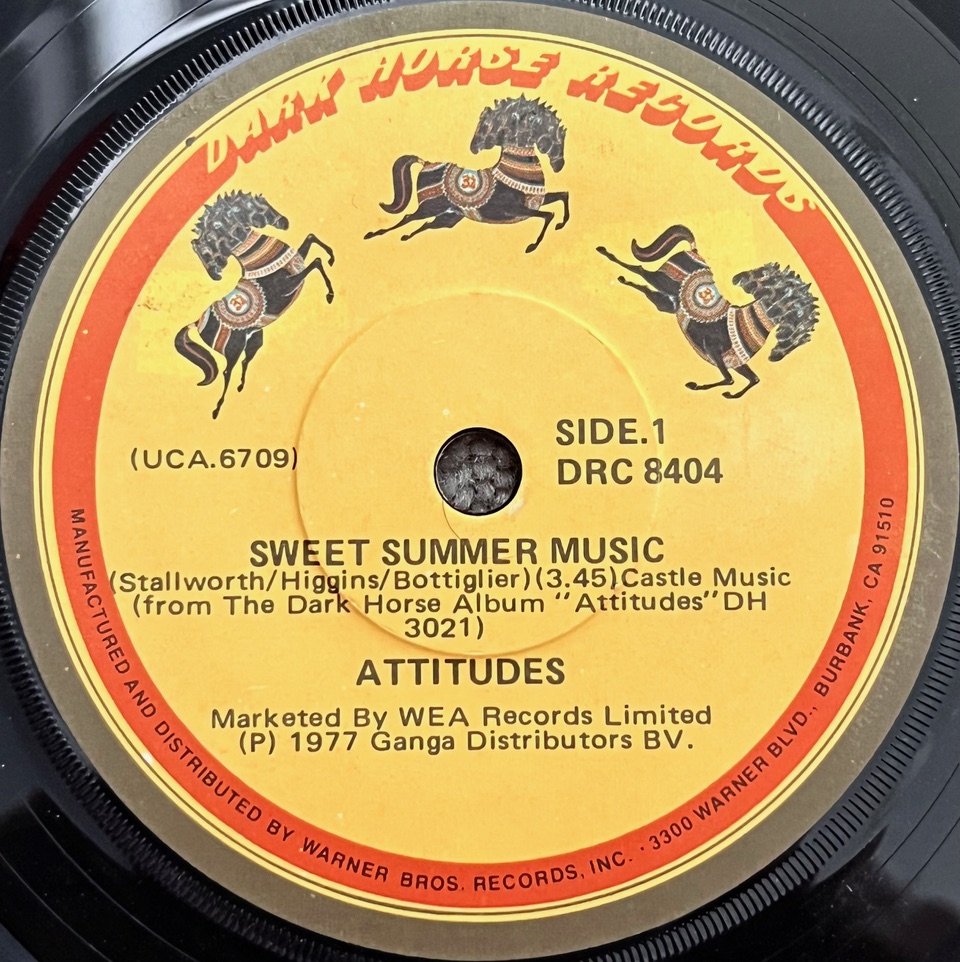 DARK HORSE RECORDS
(UCA.6709)
SIDE.1
DRC 8404
SWEET SUMMER MUSIC
(Stallworth/Higgins/Bottiglier)(3.45)Castle Music
(from The Dark Horse Album "Attitudes"DH
3021)
ATTITUDES
Marketed By WEA Records Limited
(P) 1977 Ganga Distributors BV.
MANUFACTURED AND DISTRIBUTED BY WARNER BROS. RECORDS, INC. · 3300 WARNER BLVD., BURBANK, CA 91510